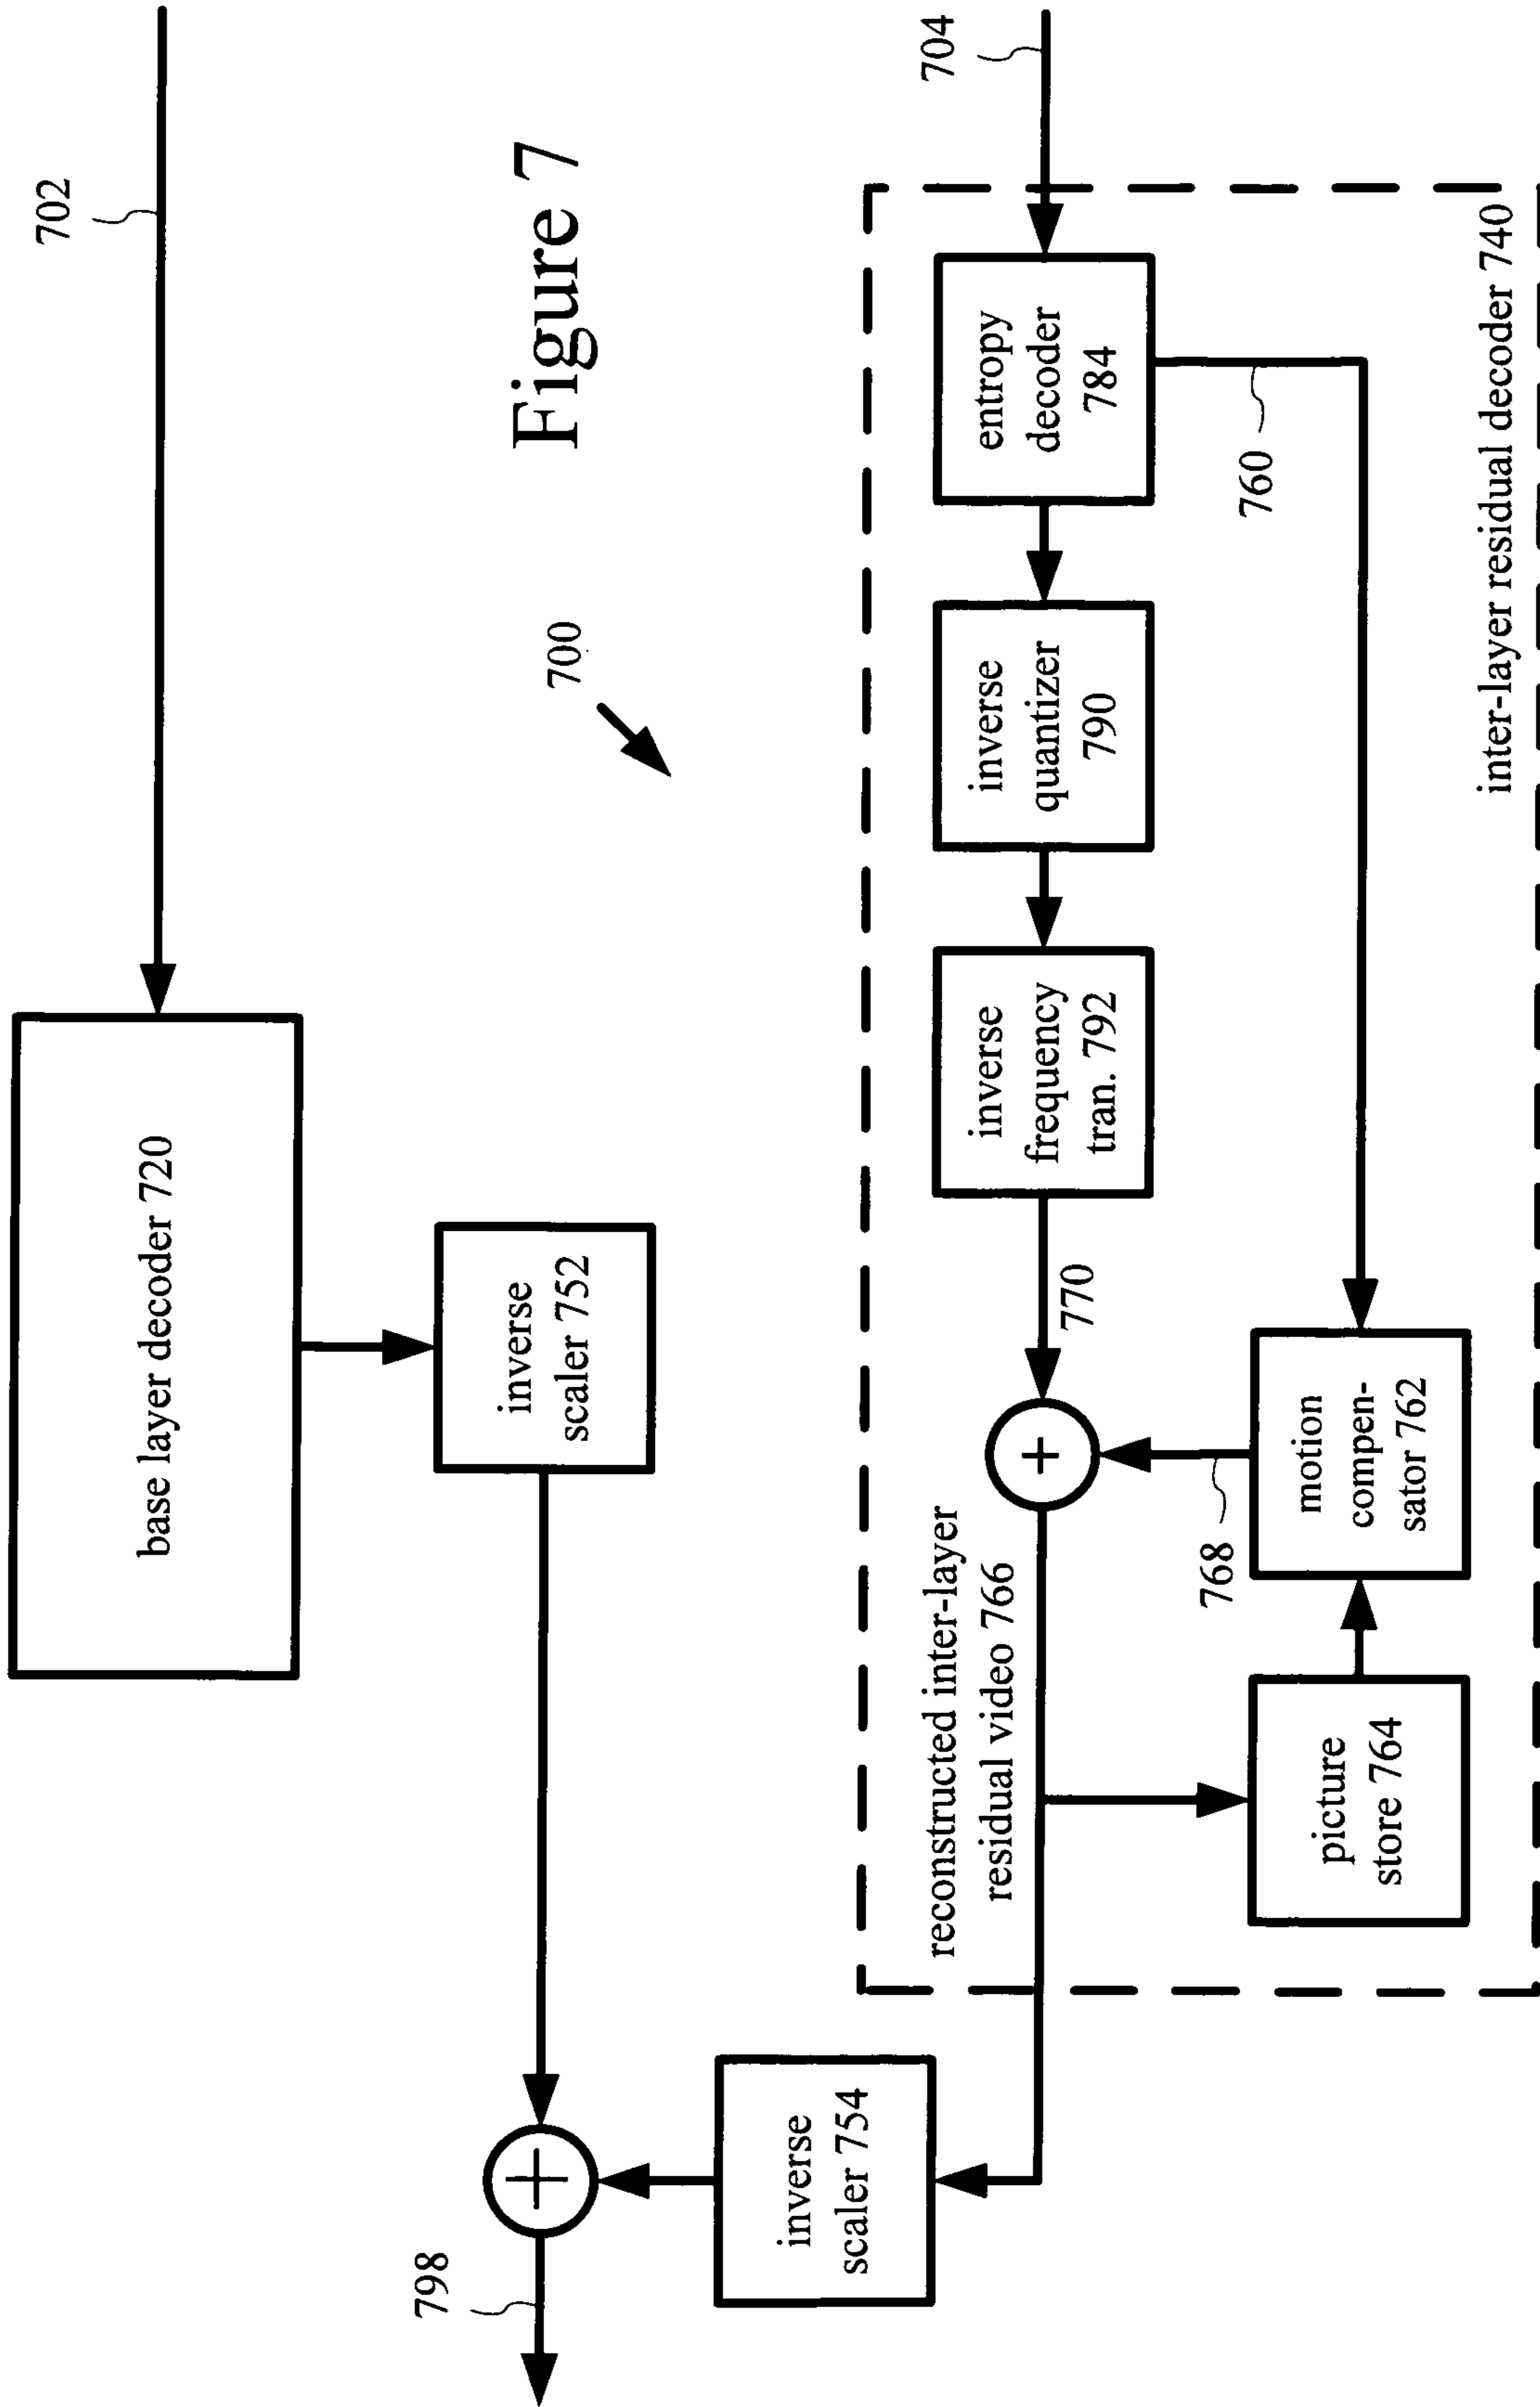 702
base layer decoder 720
inverse
scaler 752
Figure 7
700
798
inverse
scaler 754
704
entropy
decoder
784
inverse
quantizer
790
inverse
frequency
tran. 792
770
760
reconstructed inter-layer
residual video 766
768
motion
compen-
sator 762
picture
store 764
inter-layer residual decoder 740